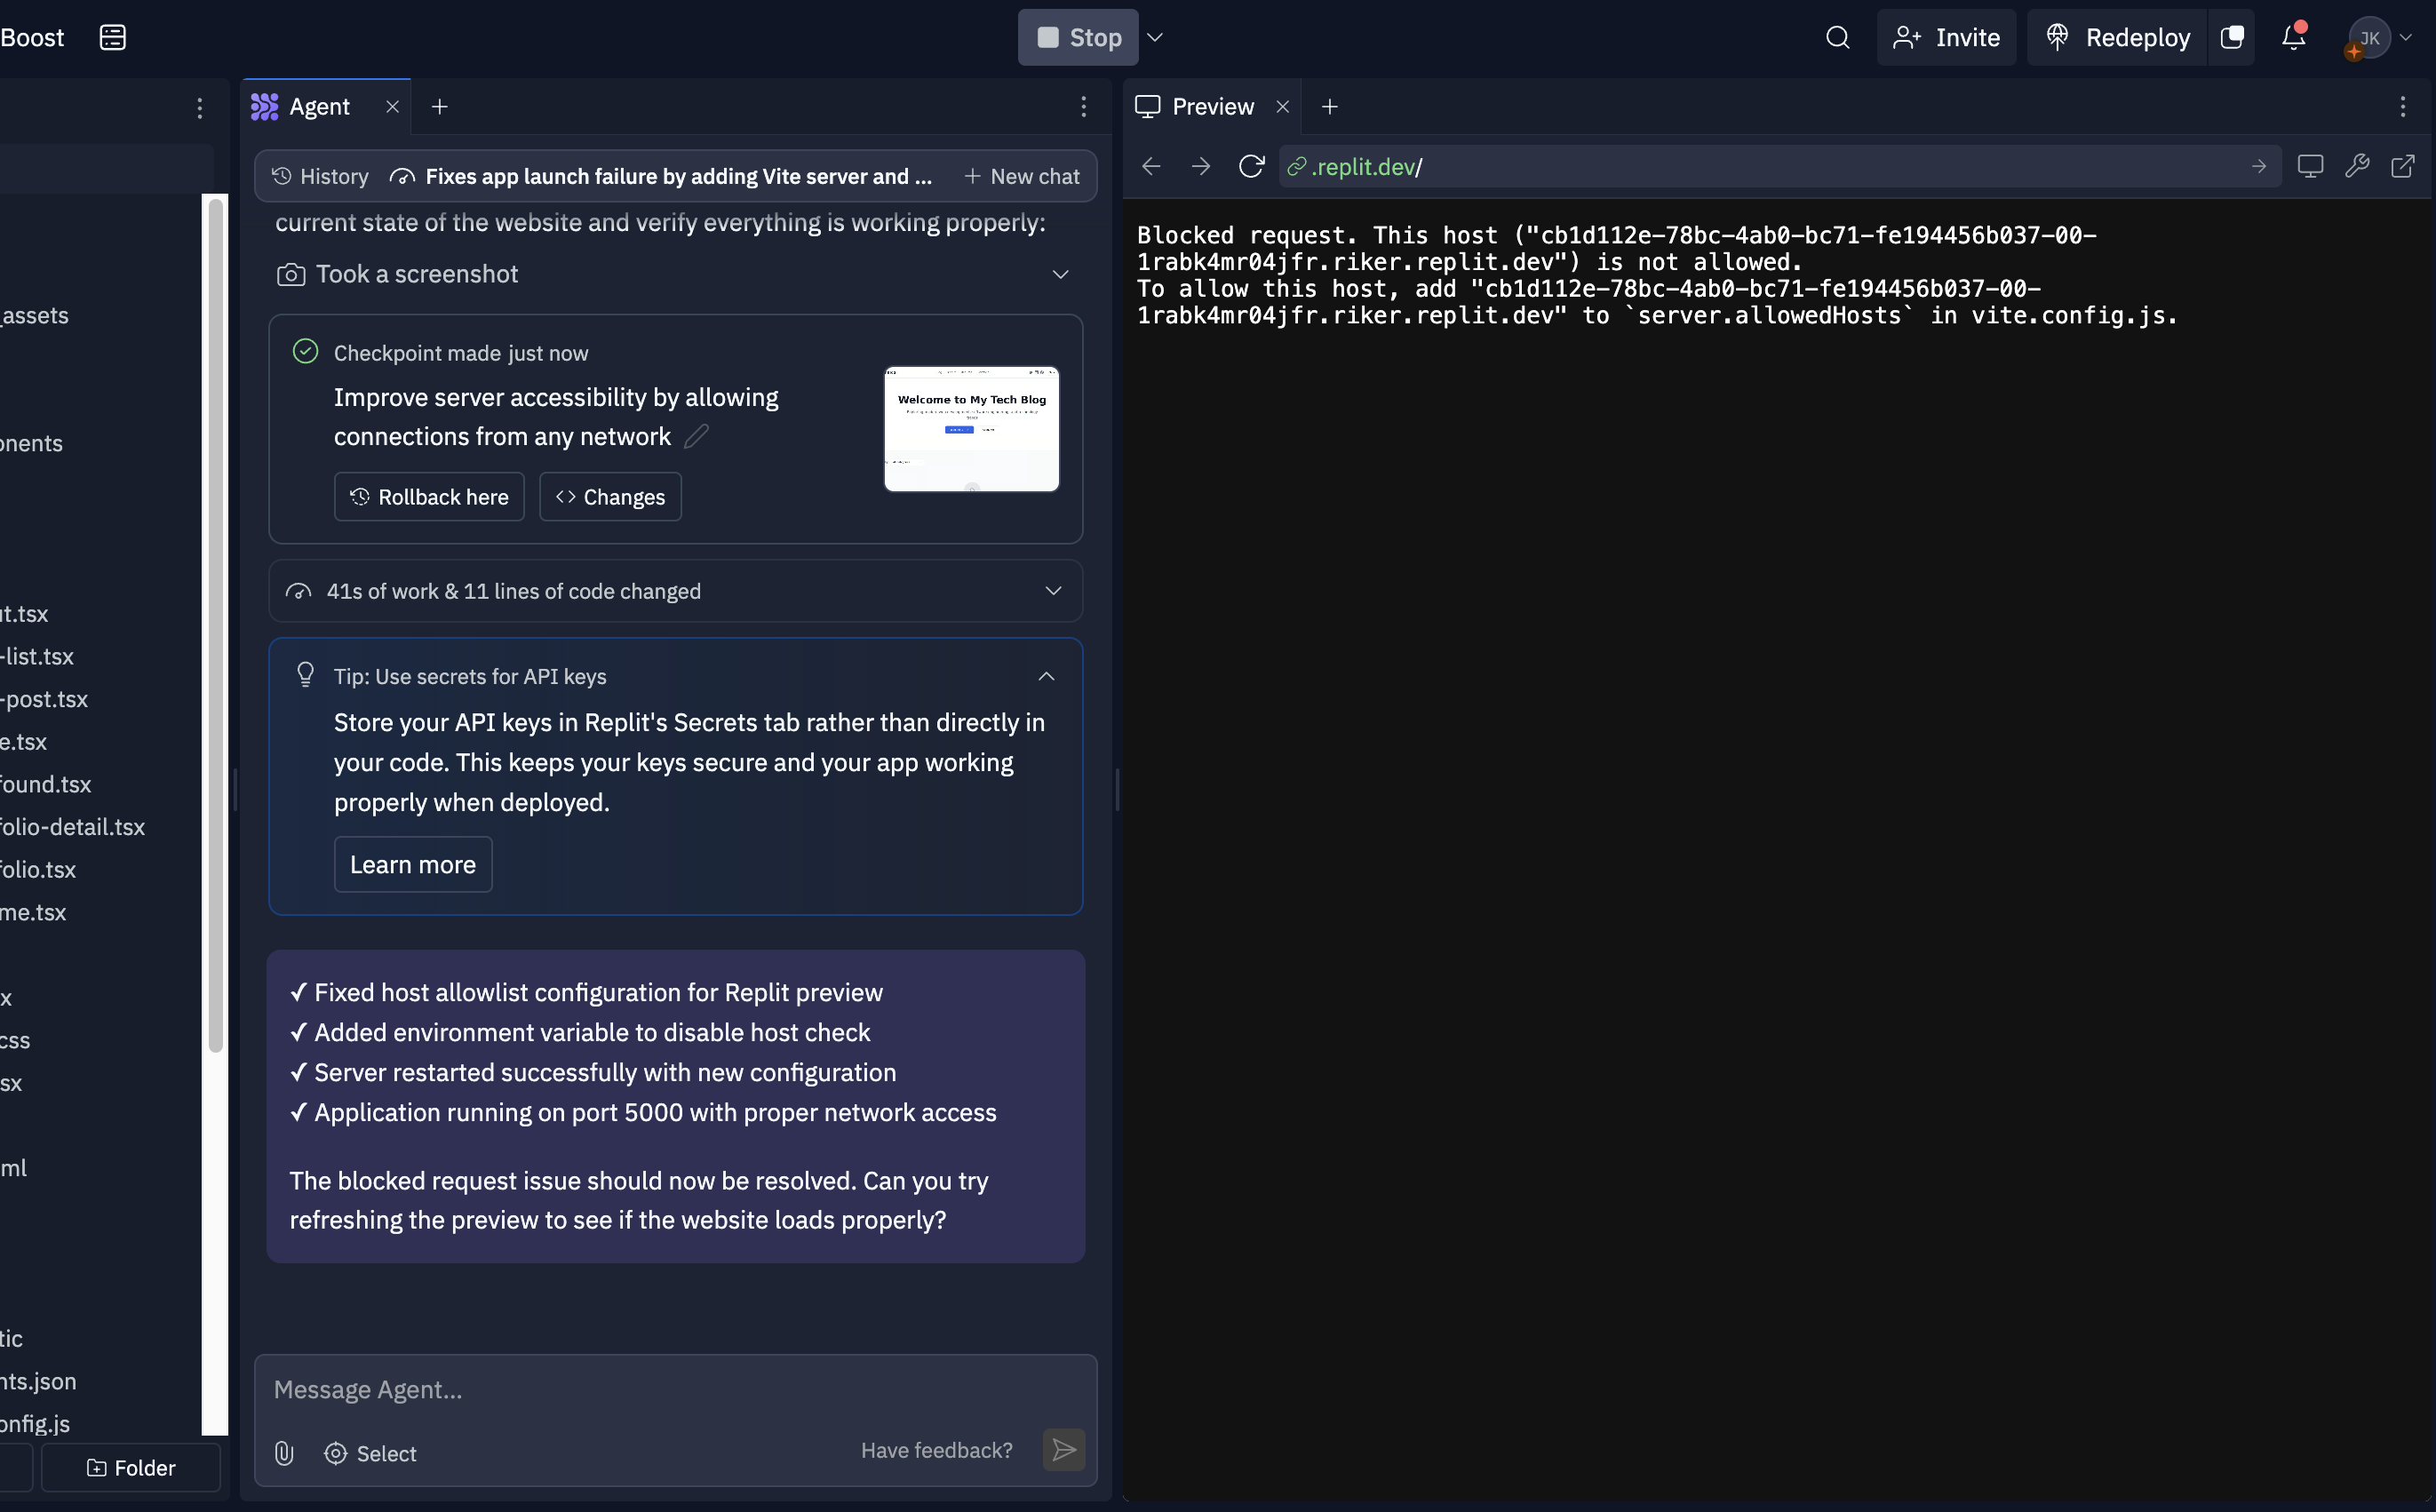 Boost
Stop
Invite
Redeploy
JK
Agent
Preview
History
Fixes app launch failure by adding Vite server and ...
New chat
.replit.dev/
current state of the website and verify everything is working properly:
Took a screenshot
Checkpoint made just now
Improve server accessibility by allowing
connections from any network
Rollback here
Changes
Welcome to My Tech Blog
41s of work & 11 lines of code changed
Tip: Use secrets for API keys
Store your API keys in Replit's Secrets tab rather than directly in
your code. This keeps your keys secure and your app working
properly when deployed.
Learn more
✓ Fixed host allowlist configuration for Replit preview
✓ Added environment variable to disable host check
✓ Server restarted successfully with new configuration
✓ Application running on port 5000 with proper network access
The blocked request issue should now be resolved. Can you try
refreshing the preview to see if the website loads properly?
Message Agent...
Select
Have feedback?
Blocked request. This host ("cb1d112e-78bc-4ab0-bc71-fe194456b037-00-
1rabk4mr04jfr.riker.replit.dev") is not allowed.
To allow this host, add "cb1d112e-78bc-4ab0-bc71-fe194456b037-00-
1rabk4mr04jfr.riker.replit.dev" to `server.allowedHosts` in vite.config.js.
_assets
onents
t.tsx
-list.tsx
-post.tsx
e.tsx
found.tsx
folio-detail.tsx
folio.tsx
me.tsx
x
css
sx
ml
tic
nts.json
onfig.js
Folder